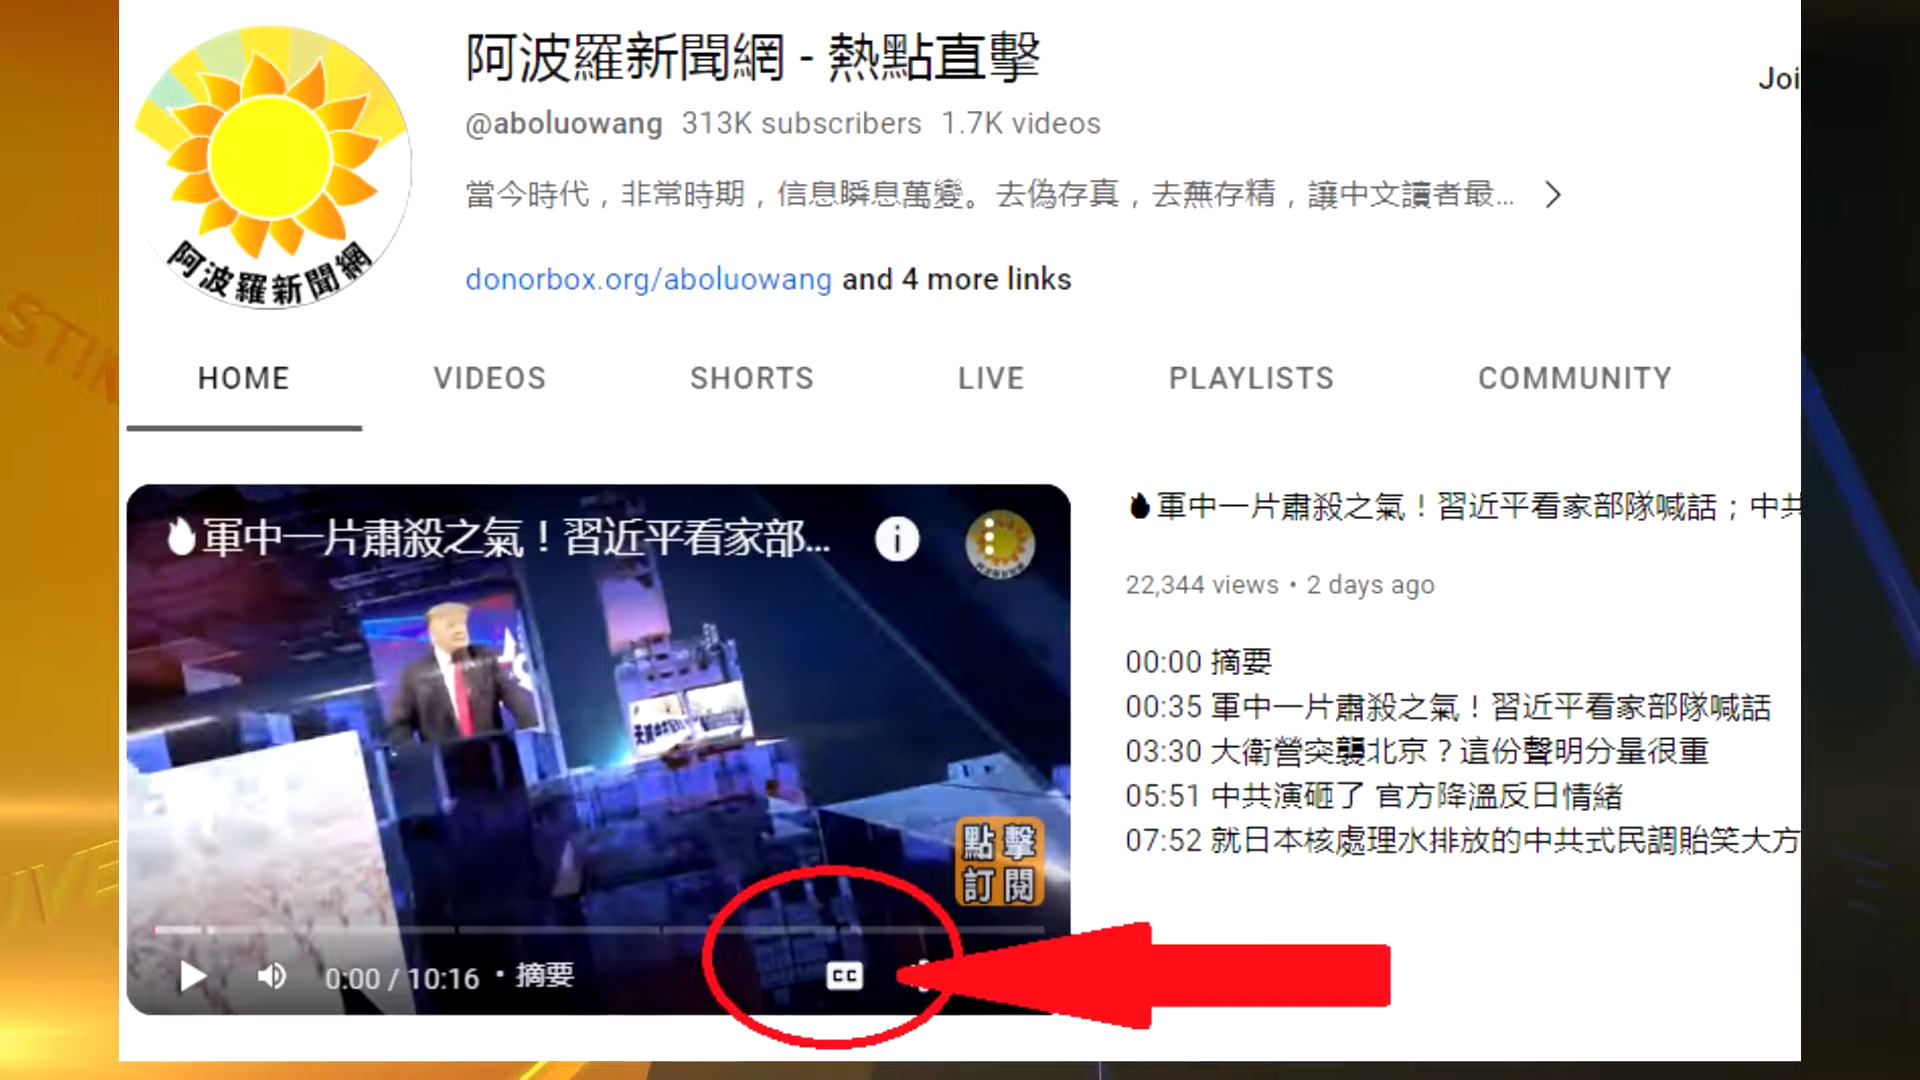 阿波羅新聞網 - 熱點直擊
Joi
@aboluowang 313K subscribers 1.7K videos
當今時代，非常時期，信息瞬息萬變。去偽存真，去蕪存精，讓中文讀者最...
阿波羅新聞網
donorbox.org/aboluowang and 4 more links
HOME VIDEOS SHORTS LIVE PLAYLISTS COMMUNITY
軍中一片肅殺之氣！習近平看家部...
軍中一片肅殺之氣！習近平看家部隊喊話；中共
22,344 views • 2 days ago
00:00 摘要
00:35 軍中一片肅殺之氣！習近平看家部隊喊話
03:30 大衛營突襲北京？這份聲明分量很重
05:51 中共演砸了 官方降溫反日情緒
07:52 就日本核處理水排放的中共式民調貽笑大方
點擊
訂閱
0:00 / 10:16 • 摘要
CC